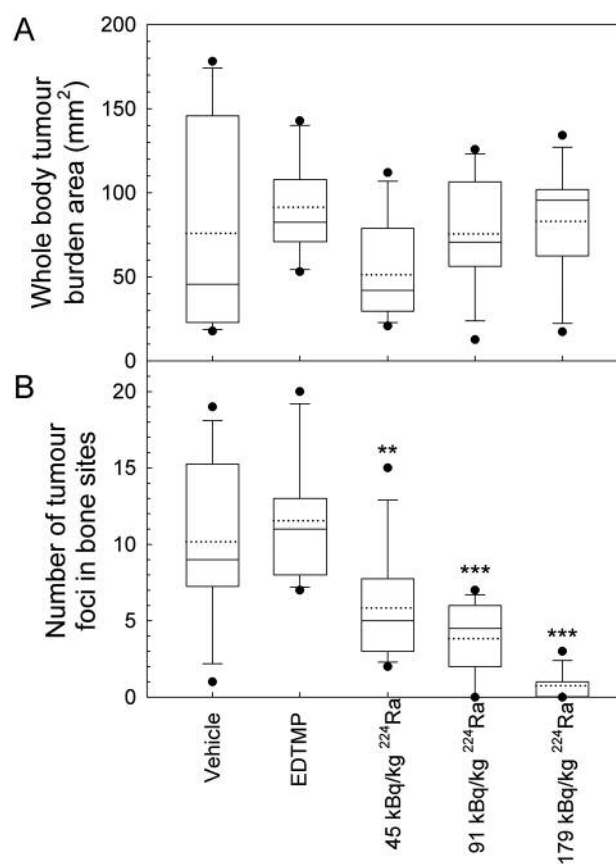 A
Whole body tumour
burden area (mm²)
200
150
100
50
0
B
Number of tumour
foci in bone sites
20
15
10
5
0
**
***
***
Vehicle
EDTMP
45 kBq/kg ²²⁴Ra
91 kBq/kg ²²⁴Ra
179 kBq/kg ²²⁴Ra